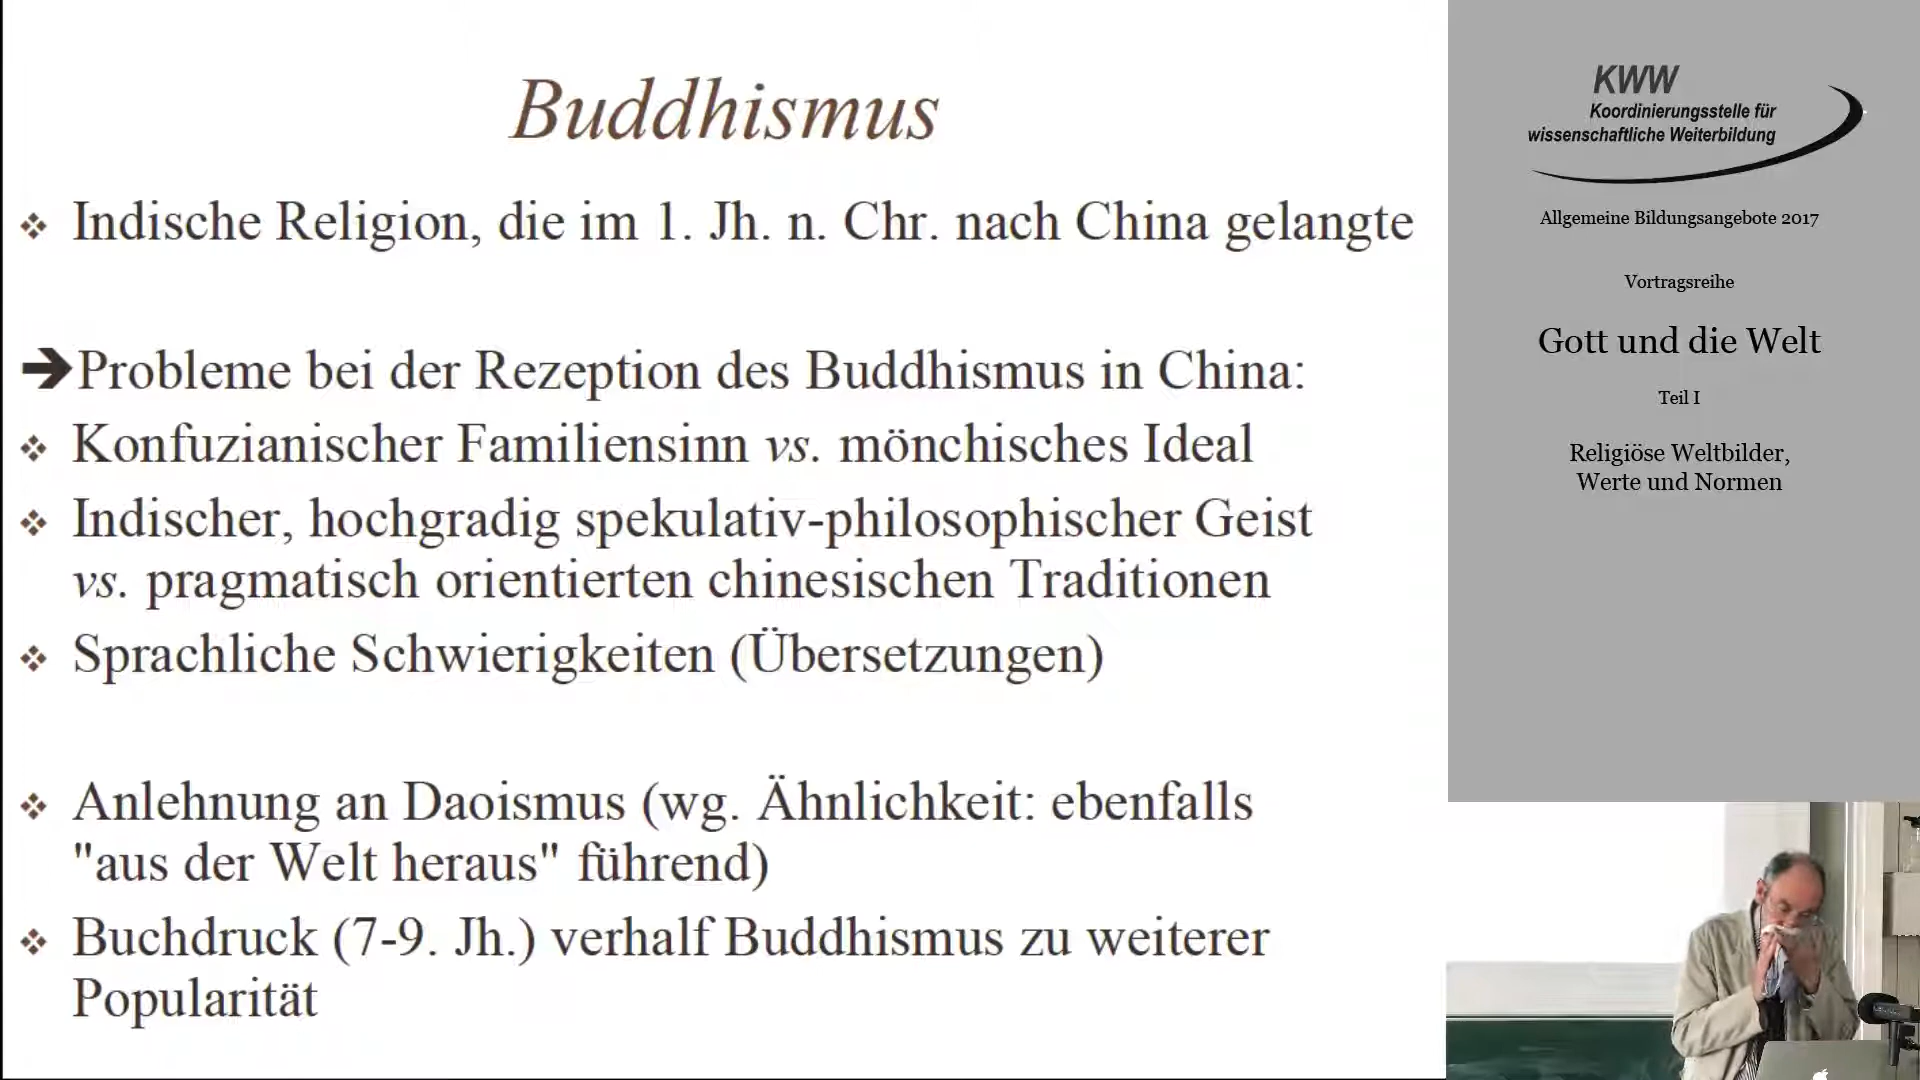 Buddhismus
Indische Religion, die im 1. Jh. n. Chr. nach China gelangte
Probleme bei der Rezeption des Buddhismus in China:
Konfuzianischer Familiensinn vs. mönchisches Ideal
Indischer, hochgradig spekulativ-philosophischer Geist
vs. pragmatisch orientierten chinesischen Traditionen
Sprachliche Schwierigkeiten (Übersetzungen)
Anlehnung an Daoismus (wg. Ähnlichkeit: ebenfalls
"aus der Welt heraus" führend)
Buchdruck (7-9. Jh.) verhalf Buddhismus zu weiterer
Popularität
KWW
Koordinierungsstelle für
wissenschaftliche Weiterbildung
Allgemeine Bildungsangebote 2017
Vortragsreihe
Gott und die Welt
Teil I
Religiöse Weltbilder,
Werte und Normen